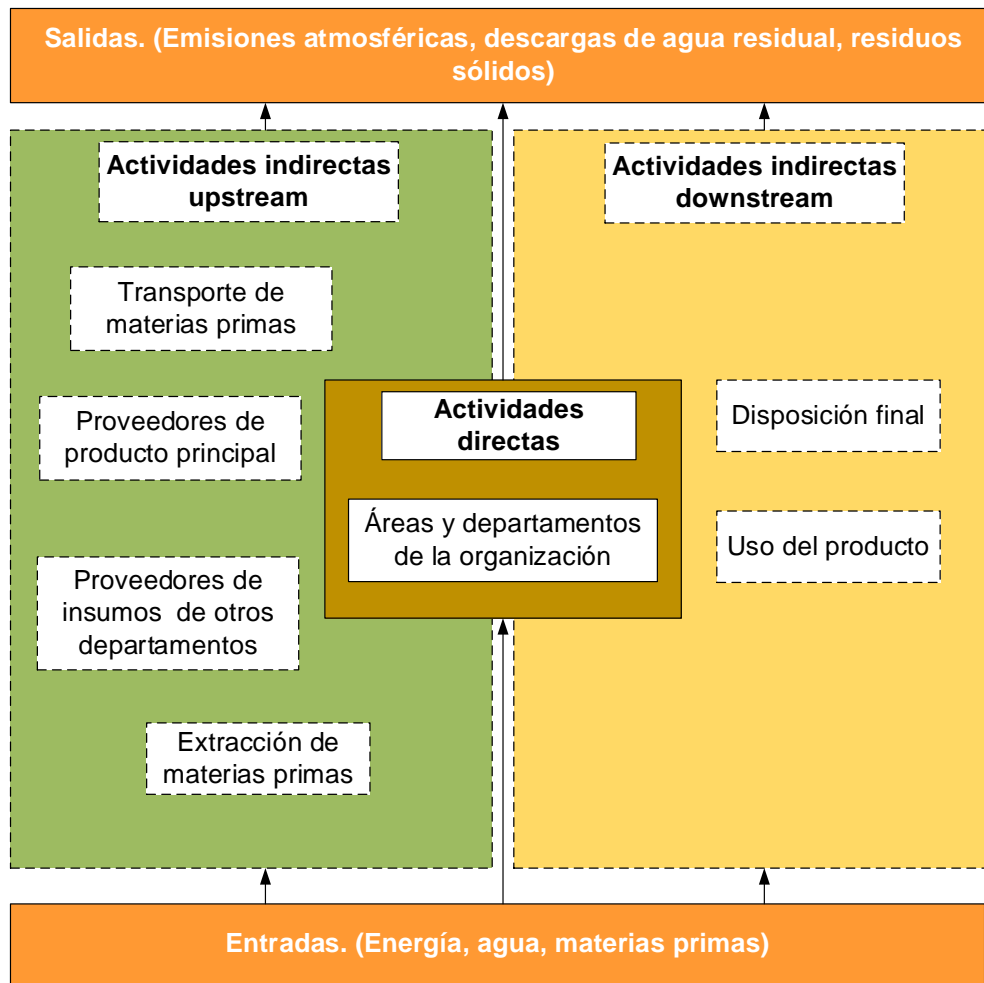 Salidas. (Emisiones atmosféricas, descargas de agua residual, residuos
sólidos)
Actividades indirectas
upstream
Actividades indirectas
downstream
Transporte de
materias primas
Proveedores de
producto principal
Actividades
directas
Disposición final
Áreas y departamentos
de la organización
Uso del producto
Proveedores de
insumos de otros
departamentos
Extracción de
materias primas
Entradas. (Energía, agua, materias primas)